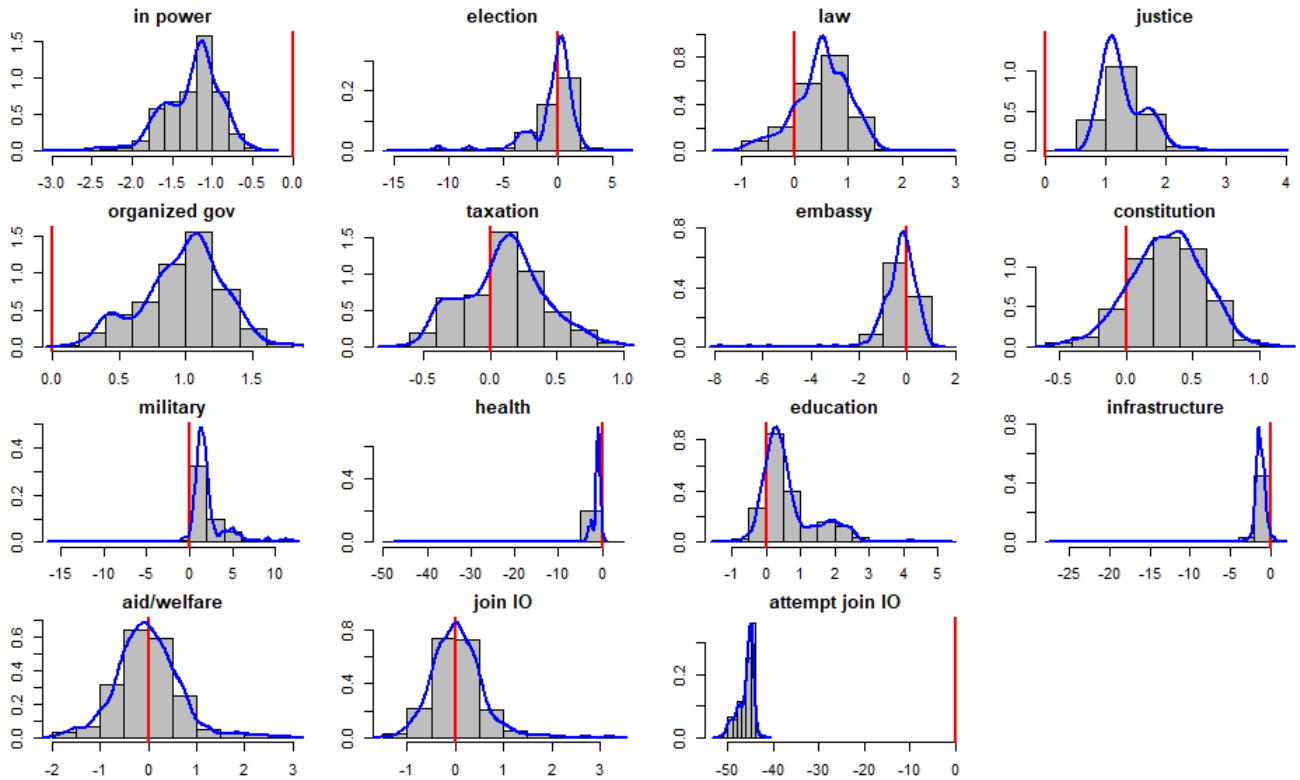 in power election law justice
0.0 0.5 1.0 1.5 0.0 0.2 0.0 0.4 0.8 0.0 0.5 1.0
-3.0 -2.5 -2.0 -1.5 -1.0 -0.5 0.0 -15 -10 -5 0 5 -1 0 1 2 3 0 1 2 3 4
organized gov taxation embassy constitution
0.0 0.5 1.0 1.5 0.0 0.5 1.0 1.5 0.0 0.4 0.8 0.0 0.5 1.0
0.0 0.5 1.0 1.5 -0.5 0.0 0.5 1.0 -8 -6 -4 -2 0 2 -0.5 0.0 0.5 1.0
military health education infrastructure
0.0 0.2 0.4 0.0 0.4 0.0 0.4 0.8 0.0 0.4 0.8
-15 -10 -5 0 5 10 -50 -40 -30 -20 -10 0 -1 0 1 2 3 4 5 -25 -20 -15 -10 -5 0
aid/welfare join IO attempt join IO
0.0 0.2 0.4 0.6 0.0 0.4 0.8 0.0 0.2
-2 -1 0 1 2 3 -1 0 1 2 3 -50 -40 -30 -20 -10 0